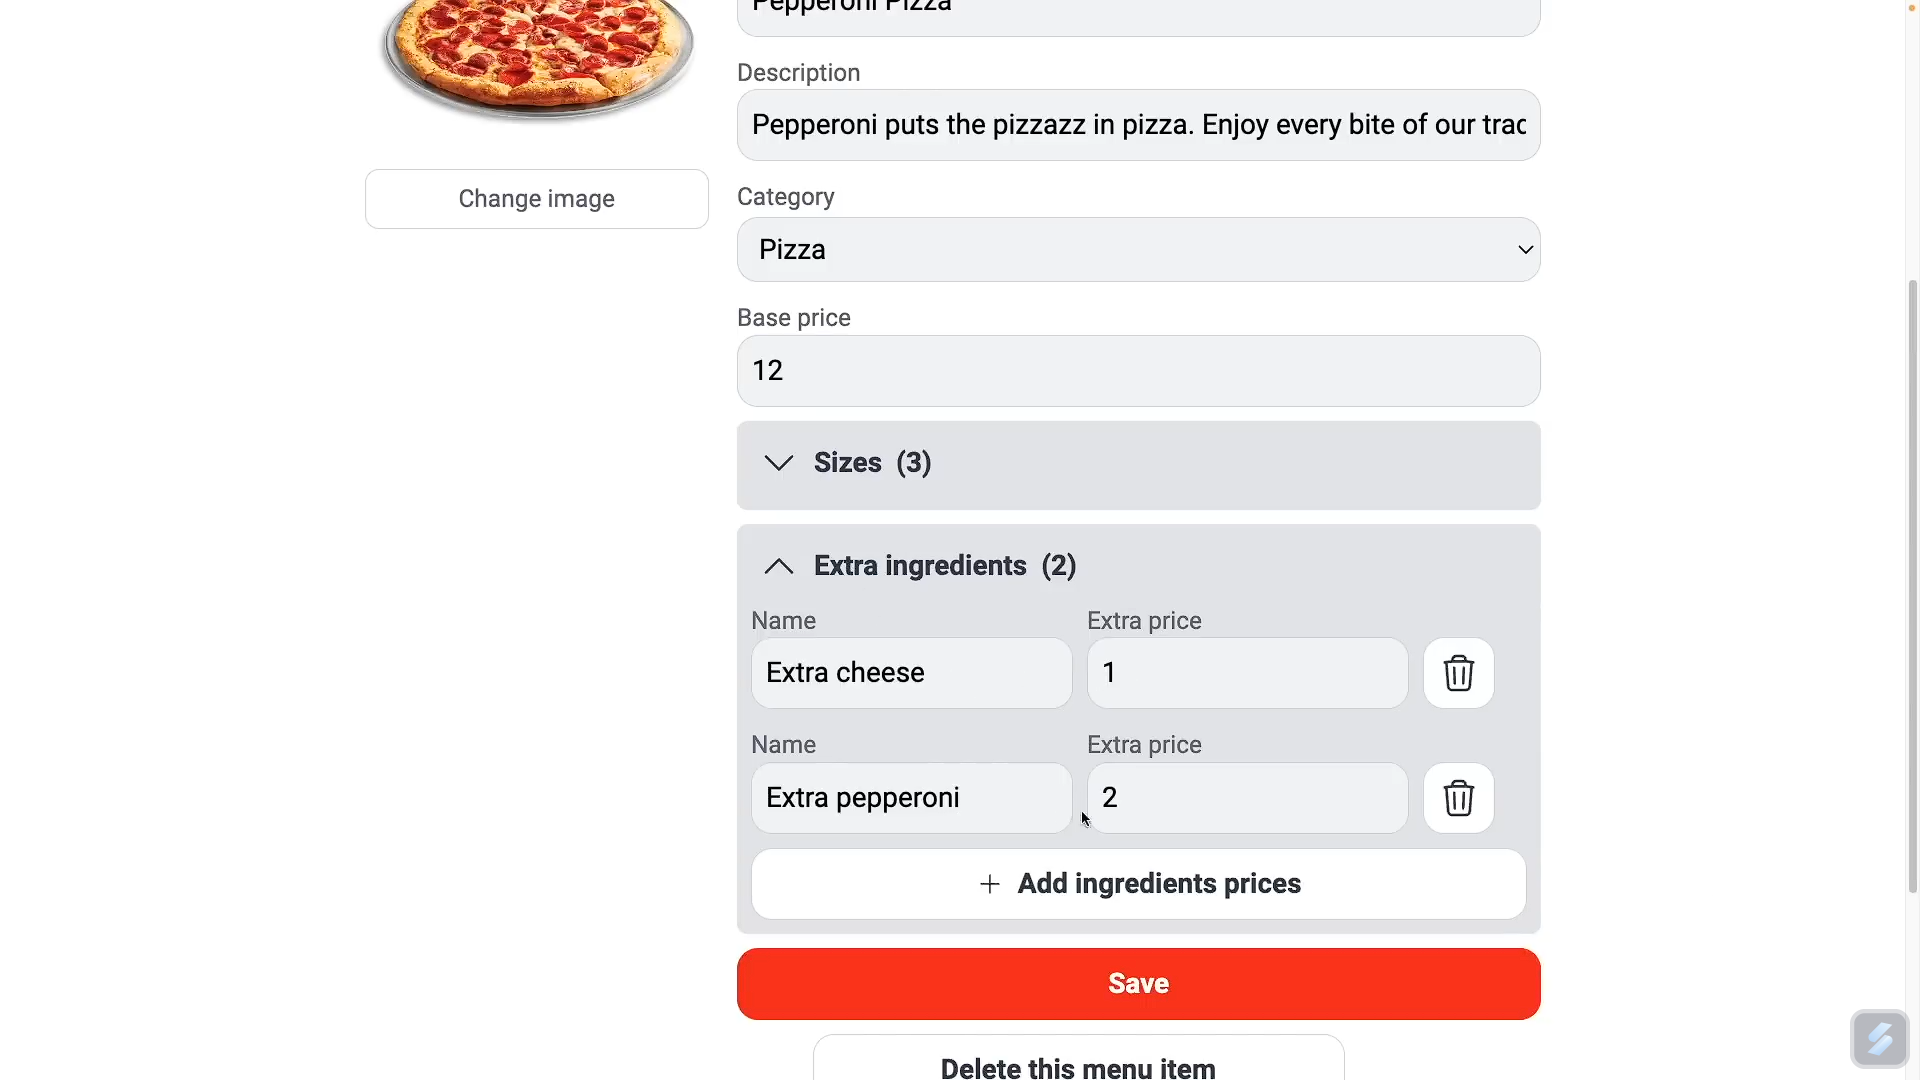 Pepperoni Pizza
Description
Pepperoni puts the pizzazz in pizza. Enjoy every bite of our trac
Change image
Category
Pizza
Base price
12
Sizes (3)
Extra ingredients (2)
Name Extra price
Extra cheese 1
Name Extra price
Extra pepperoni 2
+ Add ingredients prices
Save
Delete this menu item